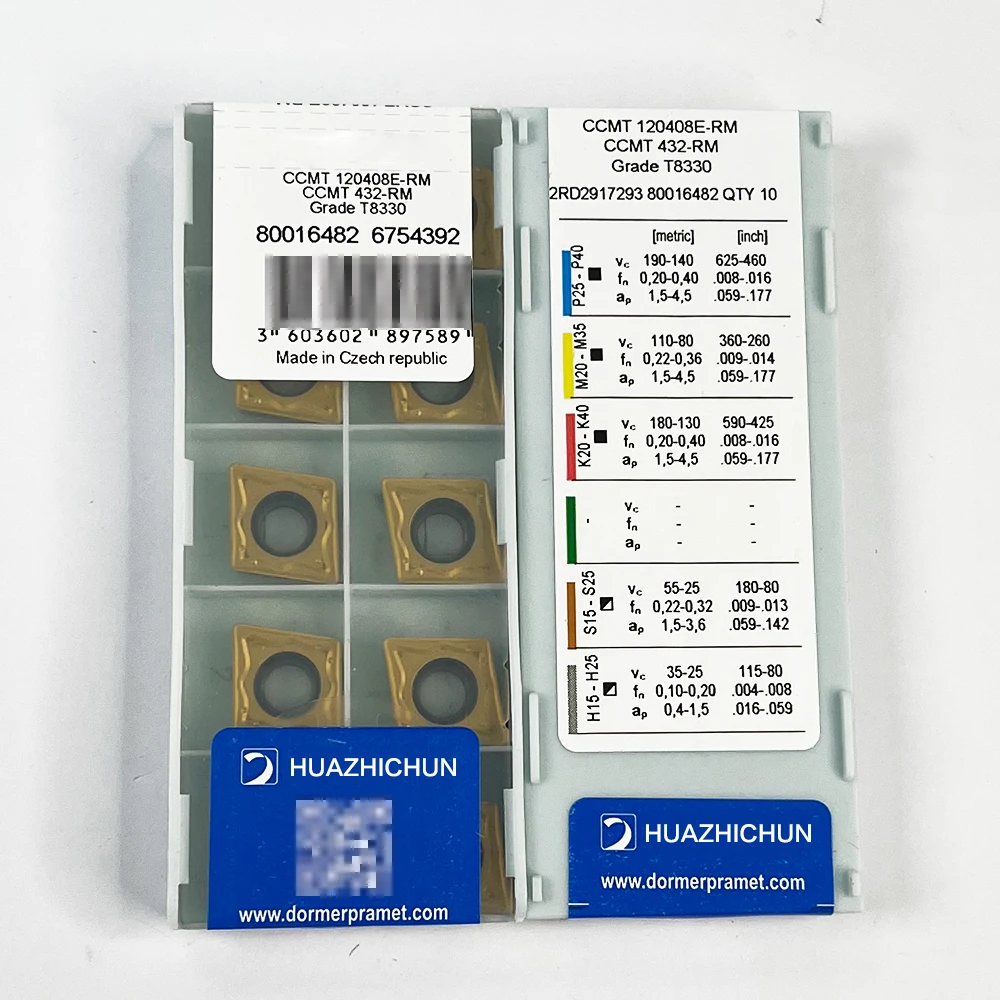 CCMT 120408E-RM
CCMT 432-RM
Grade T8330
80016482 6754392
3" 603602 "897589"
Made in Czech republic
HUAZHICHUN
www.dormerpramet.com
CCMT 120408E-RM
CCMT 432-RM
Grade T8330
2RD2917293 80016482 QTY 10
[metric] [inch]
P25 - P40
vc 190-140 625-460
fn 0,20-0,40 .008-.016
ap 1,5-4,5 .059-.177
M20 - M35
vc 110-80 360-260
fn 0,22-0,36 .009-.014
ap 1,5-4,5 .059-.177
K20 - K40
vc 180-130 590-425
fn 0,20-0,40 .008-.016
ap 1,5-4,5 .059-.177
-
vc - -
fn - -
ap - -
S15 - S25
vc 55-25 180-80
fn 0,22-0,32 .009-.013
ap 1,5-3,6 .059-.142
H15 - H25
vc 35-25 115-80
fn 0,10-0,20 .004-.008
ap 0,4-1,5 .016-.059
HUAZHICHUN
www.dormerpramet.com